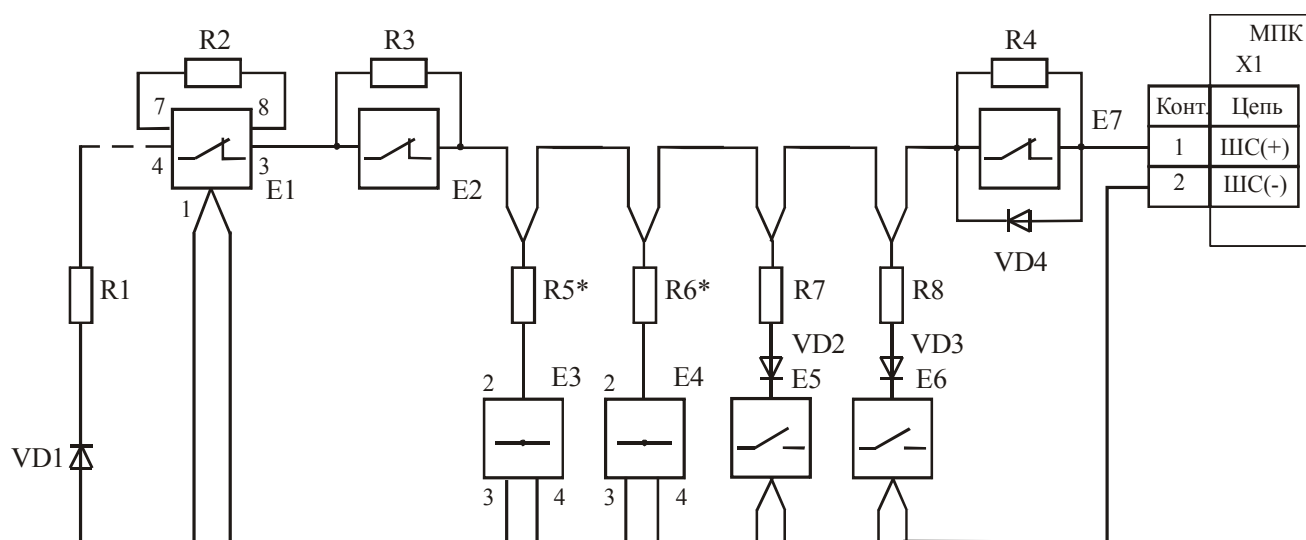 R2
R3
R4
МПК
X1
Конт.
Цепь
1
ШС(+)
2
ШС(-)
7
8
4
3
1
E1
E2
E7
VD4
R1
R5*
R6*
R7
R8
VD2
VD3
2
E3
2
E4
E5
E6
VD1
3
4
3
4